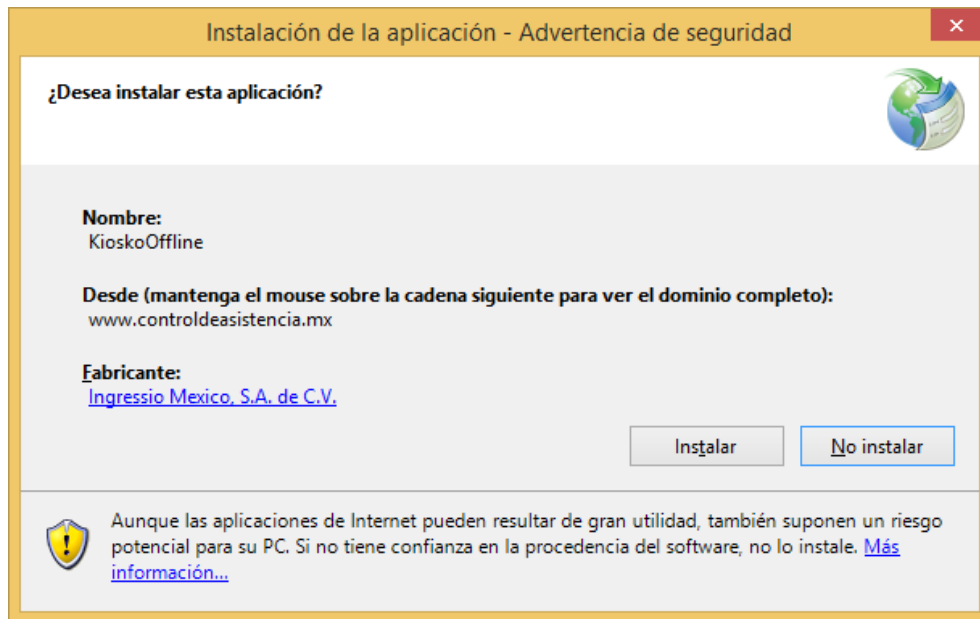 Instalación de la aplicación - Advertencia de seguridad
¿Desea instalar esta aplicación?
Nombre:
KioskoOffline
Desde (mantenga el mouse sobre la cadena siguiente para ver el dominio completo):
www.controldeasistencia.mx
Fabricante:
Ingressio Mexico, S.A. de C.V.
Instalar
No instalar
Aunque las aplicaciones de Internet pueden resultar de gran utilidad, también suponen un riesgo
potencial para su PC. Si no tiene confianza en la procedencia del software, no lo instale. Más
información...